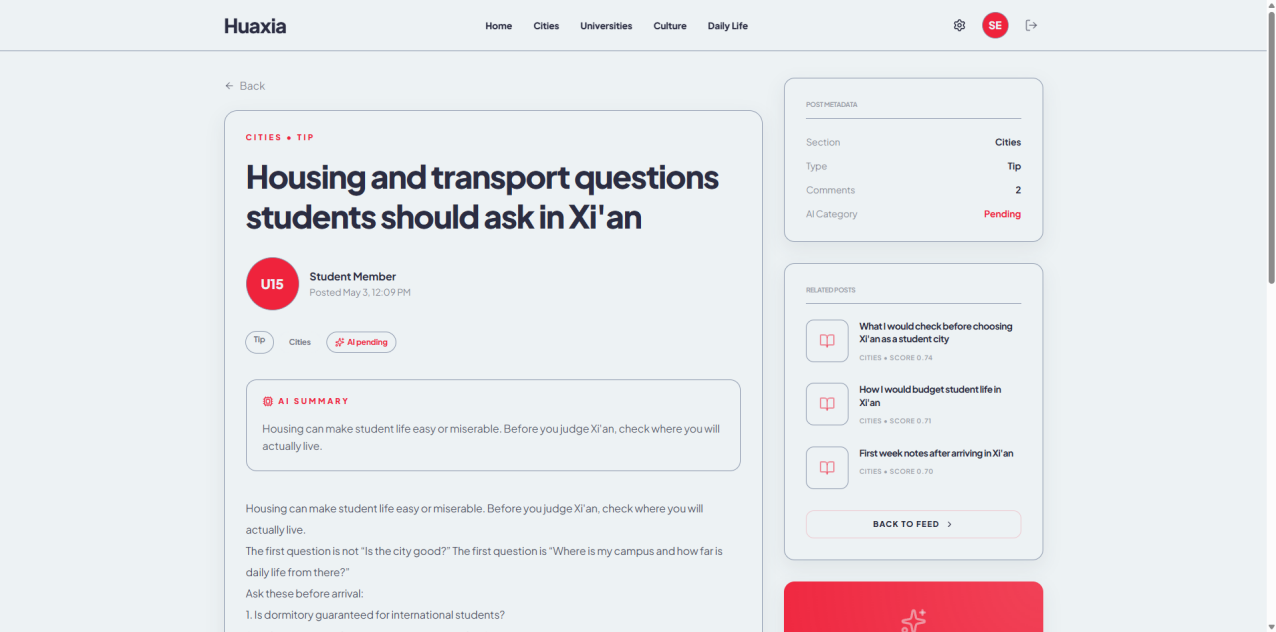 Huaxia
Home
Cities
Universities
Culture
Daily Life
SE
Back
CITIES • TIP
Housing and transport questions
students should ask in Xi'an
U15
Student Member
Posted May 3, 12:09 PM
Tip
Cities
AI pending
AI SUMMARY
Housing can make student life easy or miserable. Before you judge Xi'an, check where you will
actually live.
Housing can make student life easy or miserable. Before you judge Xi'an, check where you will
actually live.
The first question is not “Is the city good?” The first question is “Where is my campus and how far is
daily life from there?”
Ask these before arrival:
1. Is dormitory guaranteed for international students?
POST METADATA
Section
Cities
Type
Tip
Comments
2
AI Category
Pending
RELATED POSTS
What I would check before choosing
Xi'an as a student city
CITIES • SCORE 0.74
How I would budget student life in
Xi'an
CITIES • SCORE 0.71
First week notes after arriving in Xi'an
CITIES • SCORE 0.70
BACK TO FEED